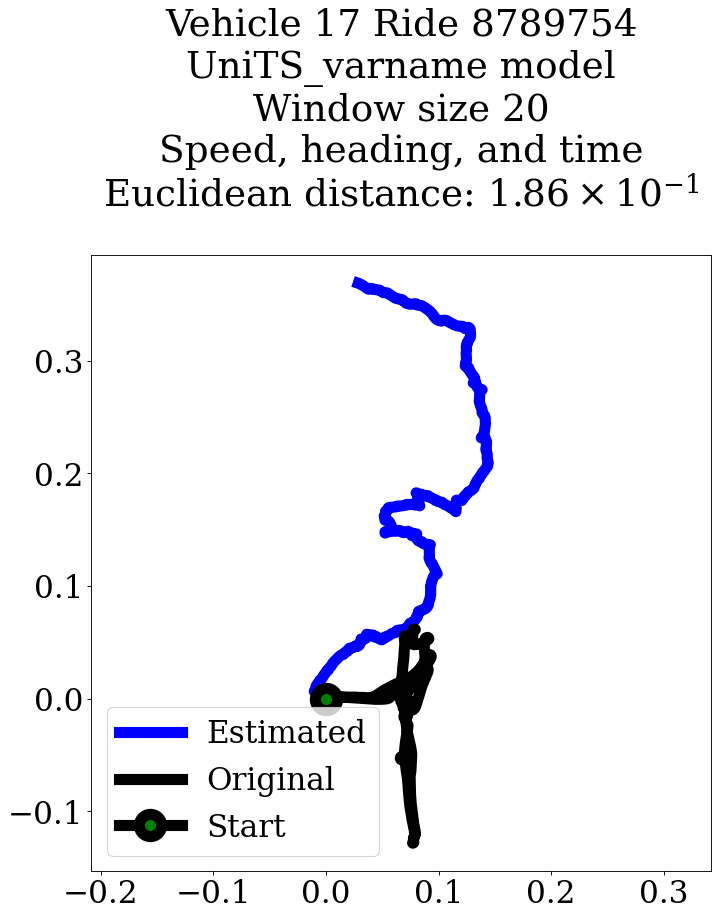 Vehicle 17 Ride 8789754
UniTS_varname model
Window size 20
Speed, heading, and time
Euclidean distance: 1.86 × 10⁻¹
0.3
0.2
0.1
0.0
−0.1
Estimated
Original
Start
−0.2 −0.1 0.0 0.1 0.2 0.3